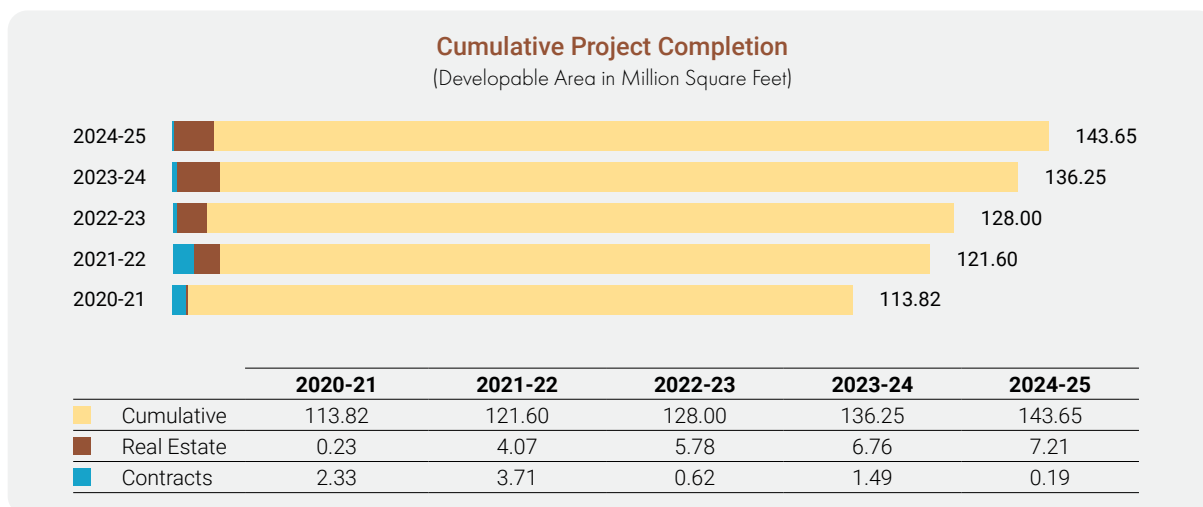 Cumulative Project Completion
(Developable Area in Million Square Feet)
2024-25 143.65
2023-24 136.25
2022-23 128.00
2021-22 121.60
2020-21 113.82
2020-21 2021-22 2022-23 2023-24 2024-25
Cumulative 113.82 121.60 128.00 136.25 143.65
Real Estate 0.23 4.07 5.78 6.76 7.21
Contracts 2.33 3.71 0.62 1.49 0.19